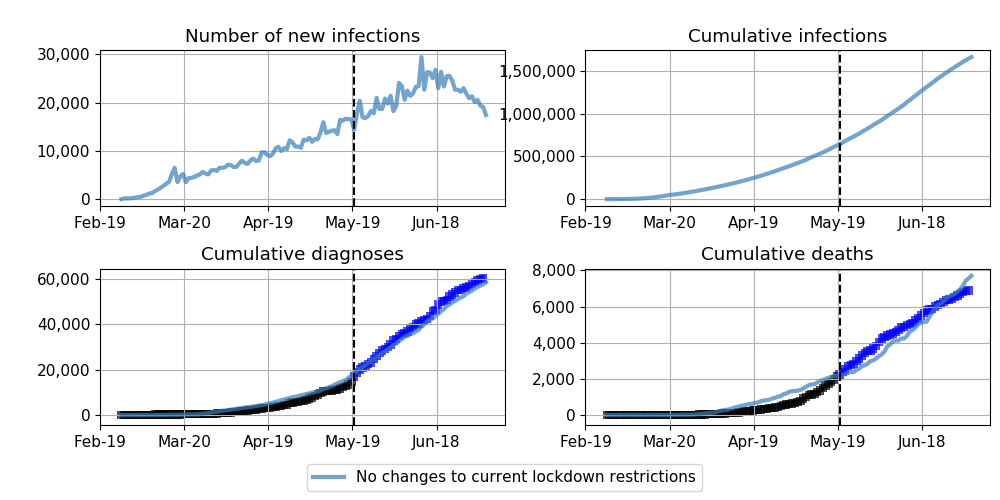 Number of new infections
30,000
20,000
10,000
0
Feb-19 Mar-20 Apr-19 May-19 Jun-18
Cumulative infections
1,500,000
1,000,000
500,000
0
Feb-19 Mar-20 Apr-19 May-19 Jun-18
Cumulative diagnoses
60,000
40,000
20,000
0
Feb-19 Mar-20 Apr-19 May-19 Jun-18
Cumulative deaths
8,000
6,000
4,000
2,000
0
Feb-19 Mar-20 Apr-19 May-19 Jun-18
No changes to current lockdown restrictions